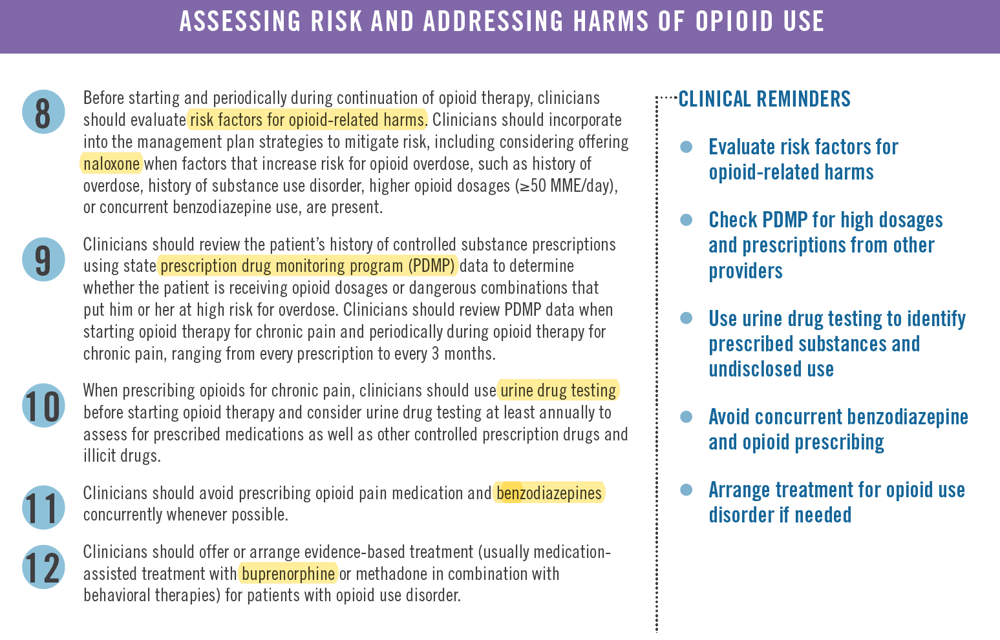 ASSESSING RISK AND ADDRESSING HARMS OF OPIOID USE
8
Before starting and periodically during continuation of opioid therapy, clinicians
should evaluate risk factors for opioid-related harms. Clinicians should incorporate
into the management plan strategies to mitigate risk, including considering offering
naloxone when factors that increase risk for opioid overdose, such as history of
overdose, history of substance use disorder, higher opioid dosages (≥50 MME/day),
or concurrent benzodiazepine use, are present.
9
Clinicians should review the patient’s history of controlled substance prescriptions
using state prescription drug monitoring program (PDMP) data to determine
whether the patient is receiving opioid dosages or dangerous combinations that
put him or her at high risk for overdose. Clinicians should review PDMP data when
starting opioid therapy for chronic pain and periodically during opioid therapy for
chronic pain, ranging from every prescription to every 3 months.
10
When prescribing opioids for chronic pain, clinicians should use urine drug testing
before starting opioid therapy and consider urine drug testing at least annually to
assess for prescribed medications as well as other controlled prescription drugs and
illicit drugs.
11
Clinicians should avoid prescribing opioid pain medication and benzodiazepines
concurrently whenever possible.
12
Clinicians should offer or arrange evidence-based treatment (usually medication-
assisted treatment with buprenorphine or methadone in combination with
behavioral therapies) for patients with opioid use disorder.
CLINICAL REMINDERS
Evaluate risk factors for
opioid-related harms
Check PDMP for high dosages
and prescriptions from other
providers
Use urine drug testing to identify
prescribed substances and
undisclosed use
Avoid concurrent benzodiazepine
and opioid prescribing
Arrange treatment for opioid use
disorder if needed